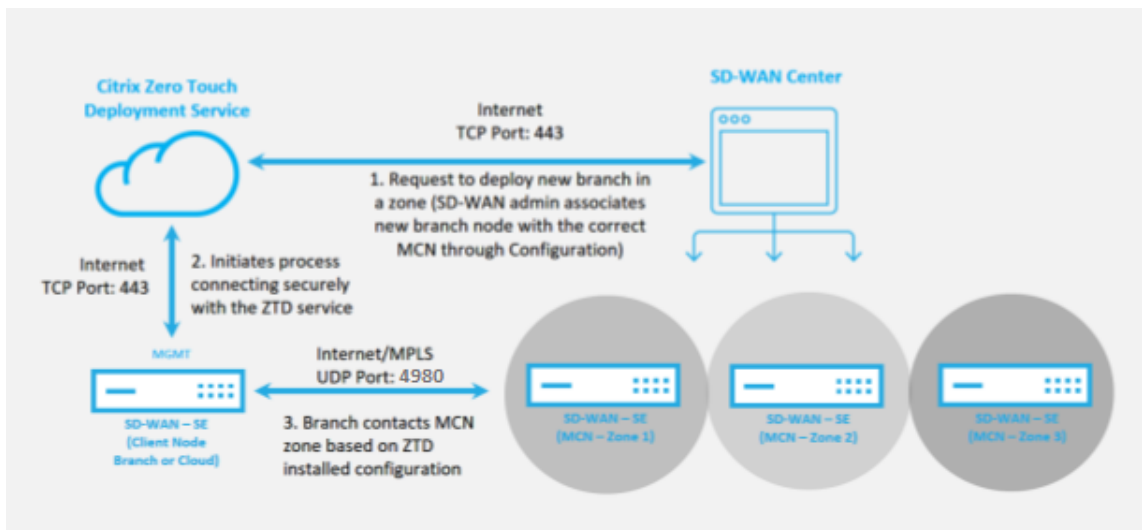 Citrix Zero Touch
Deployment Service
SD-WAN Center
Internet
TCP Port: 443
1. Request to deploy new branch in
a zone (SD-WAN admin associates
new branch node with the correct
MCN through Configuration)
Internet
TCP Port: 443
2. Initiates process
connecting securely
with the ZTD service
MGMT
SD-WAN – SE
(Client Node
Branch or Cloud)
Internet/MPLS
UDP Port: 4980
3. Branch contacts MCN
zone based on ZTD
installed configuration
SD-WAN – SE
(MCN – Zone 1)
SD-WAN – SE
(MCN – Zone 2)
SD-WAN – SE
(MCN – Zone 3)